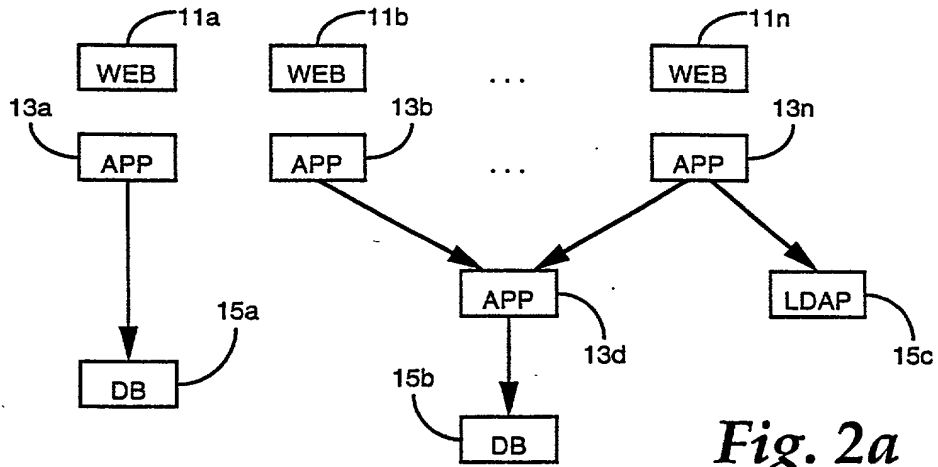 11a
11b
11n
WEB
WEB
...
WEB
13a
13b
13n
APP
APP
...
APP
APP
LDAP
15a
13d
15c
DB
15b
DB
Fig. 2a